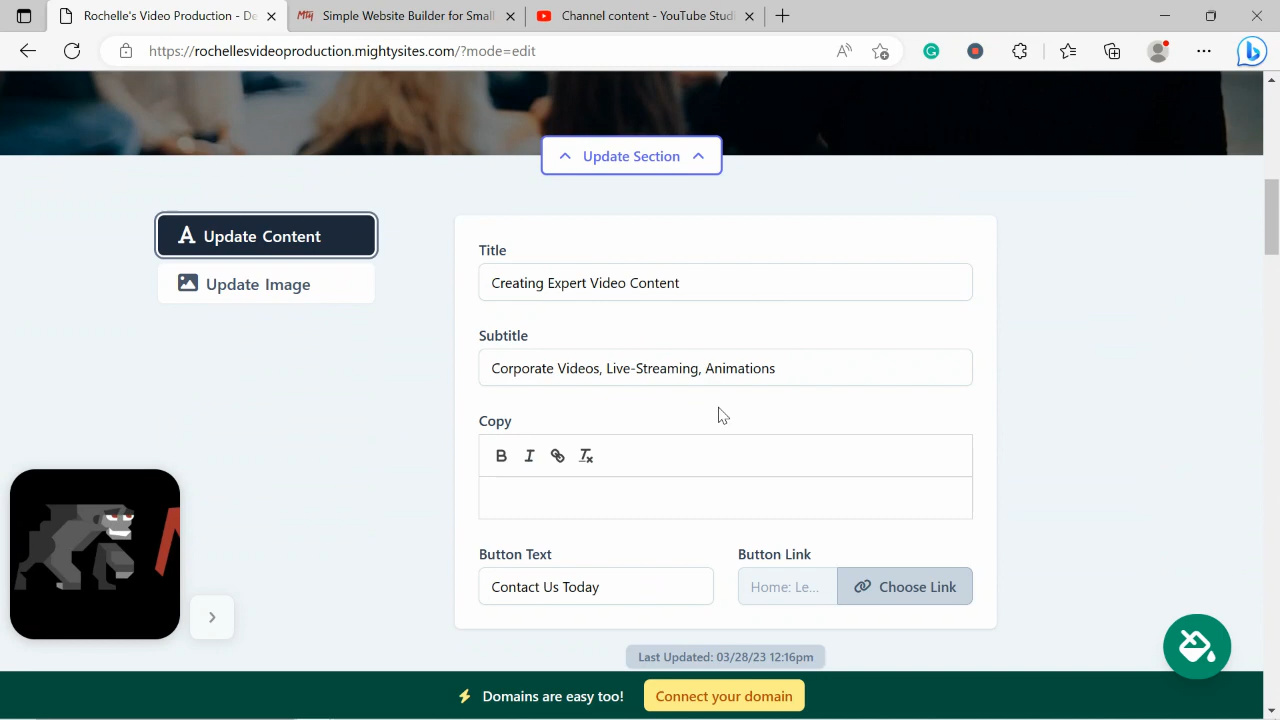 Rochelle's Video Production - De
MTY Simple Website Builder for Small
Channel content - YouTube Studi
https://rochellesvideoproduction.mightysites.com/?mode=edit
Update Section
Update Content
Update Image
Title
Creating Expert Video Content
Subtitle
Corporate Videos, Live-Streaming, Animations
Copy
Button Text
Button Link
Contact Us Today
Home: Le...
Choose Link
Last Updated: 03/28/23 12:16pm
Domains are easy too!
Connect your domain